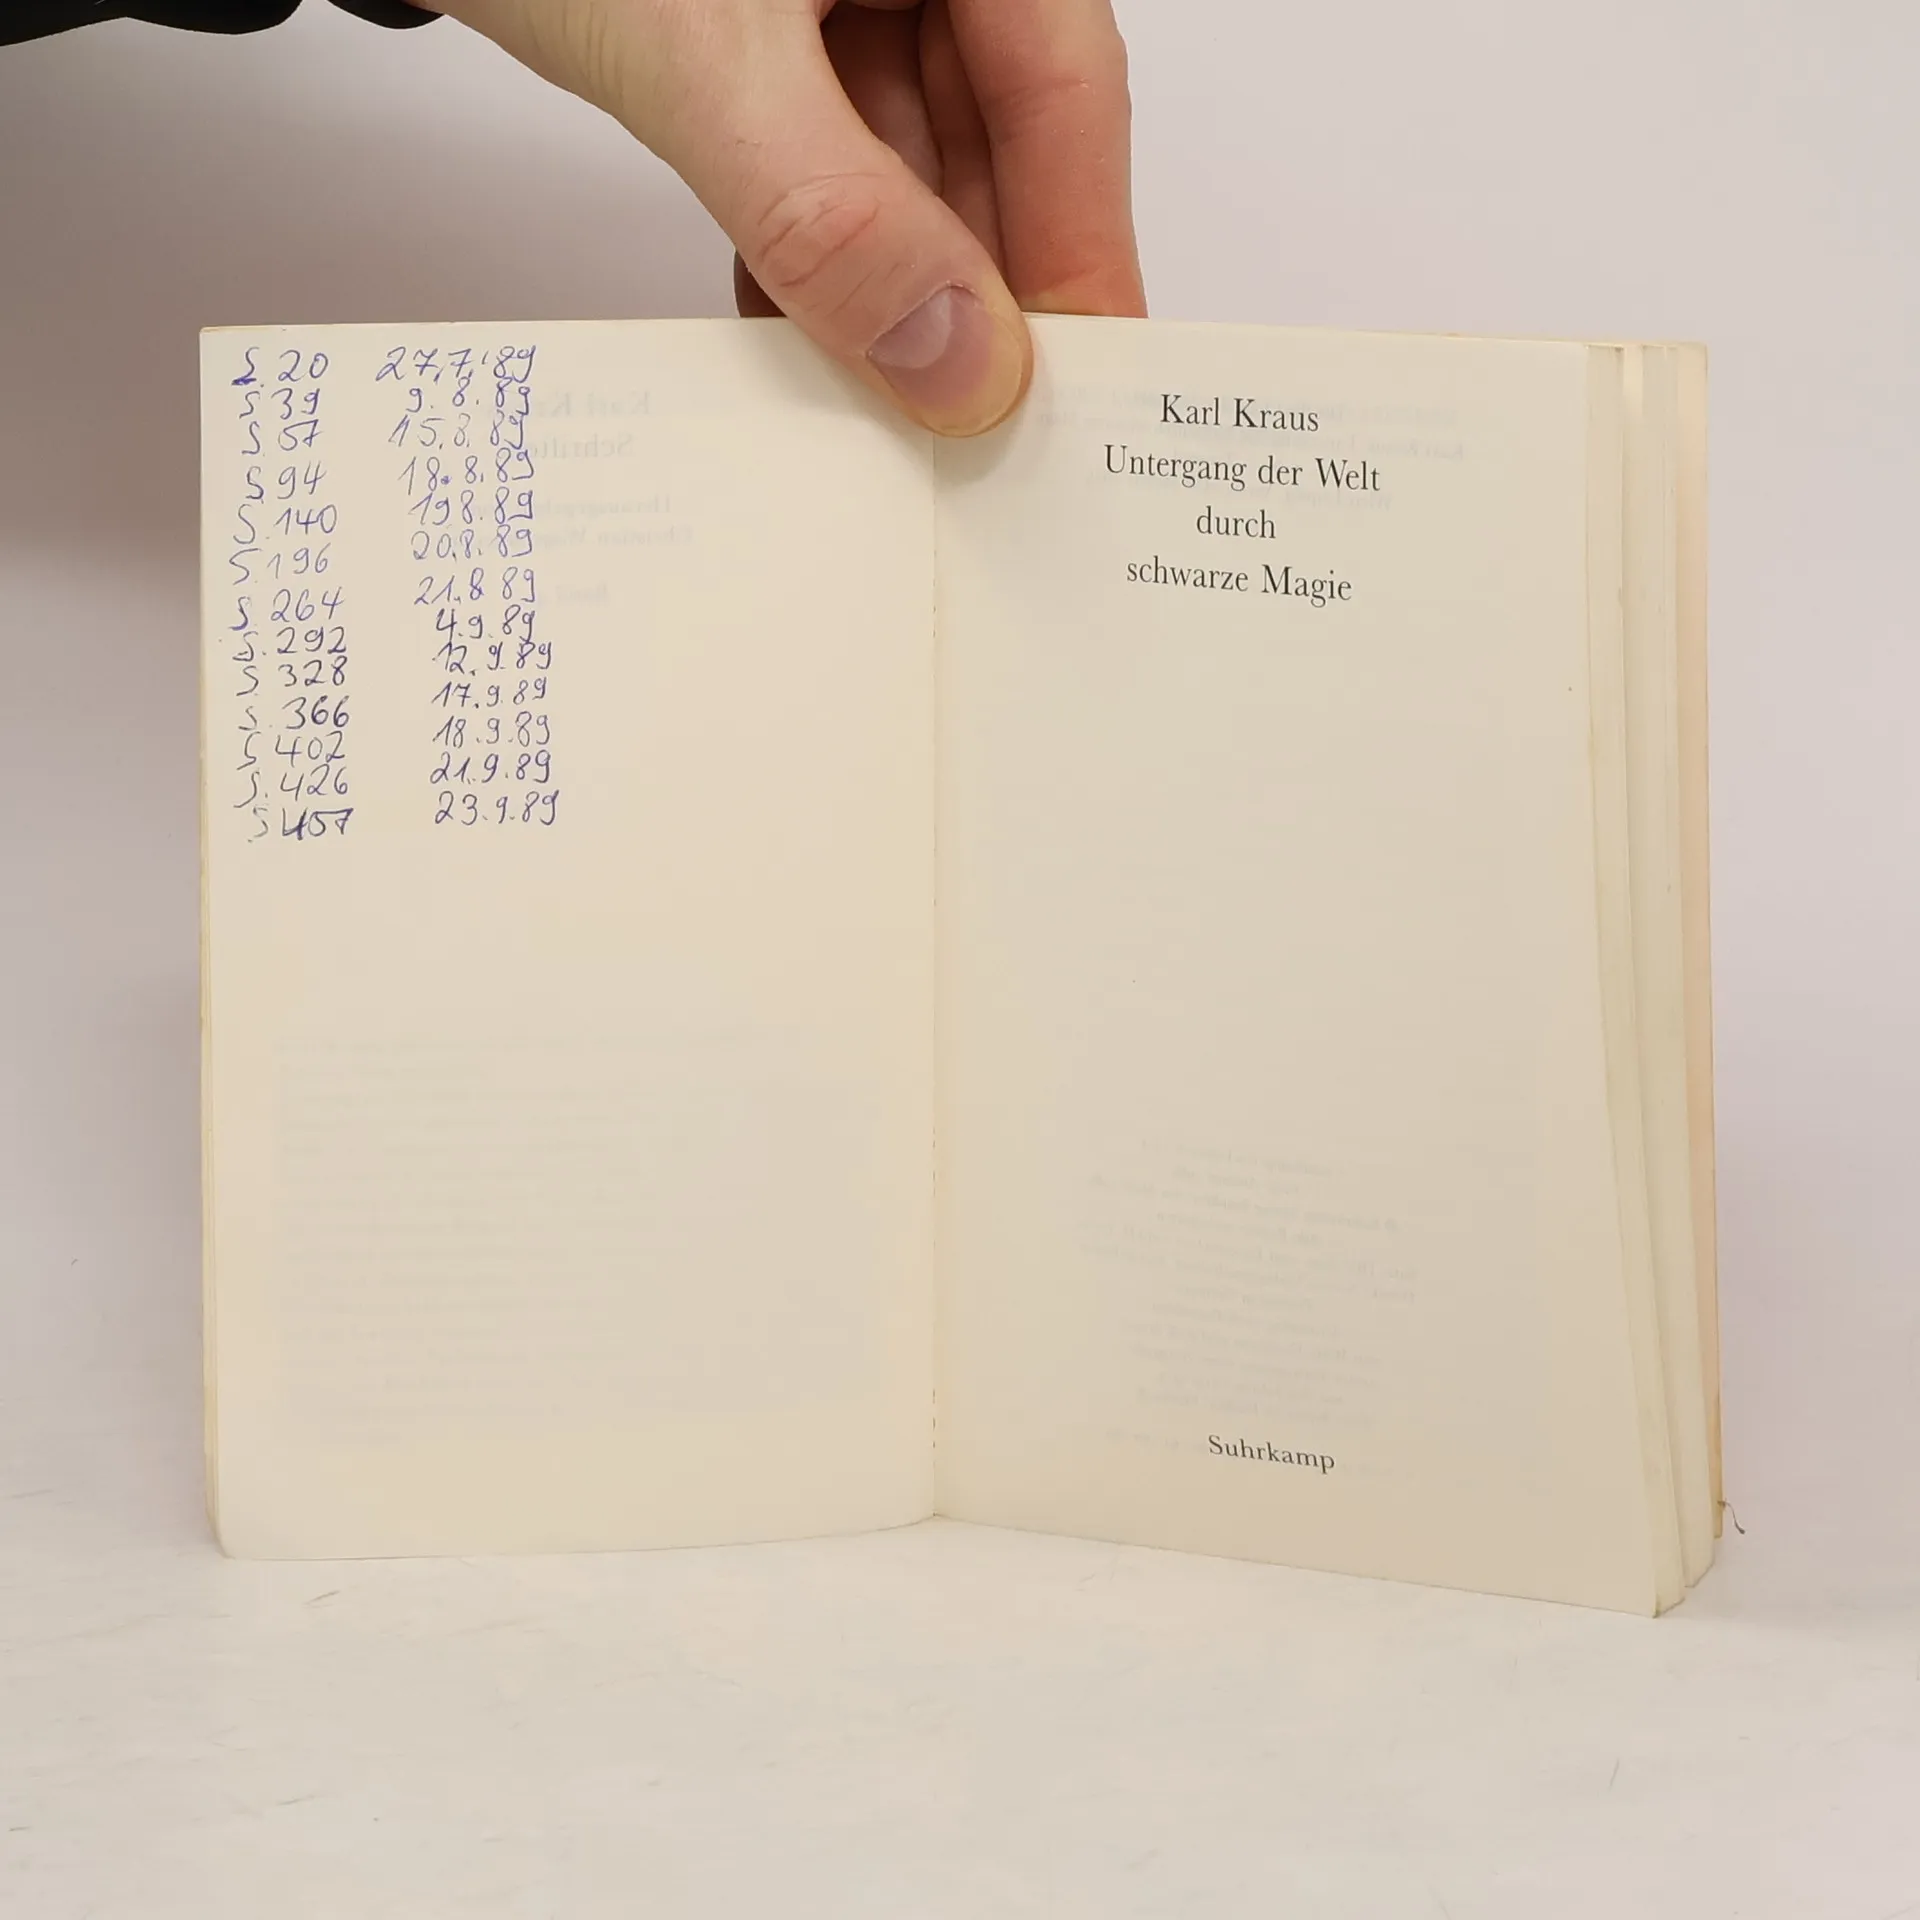 S. 20 27.7.'89
S. 39 9. 8. 89
S. 57 15.8. 89
S. 94 18. 8. 89
S. 140 198.89
S. 196 20.8. 89
S. 264 21.8 89
S. 292 4.9. 89
S. 328 12.9.89
S. 366 17.9.89
S. 402 18.9.89
S. 426 21.9.89
S 457 23.9.89
Karl Kraus
Untergang der Welt
durch
schwarze Magie
Suhrkamp